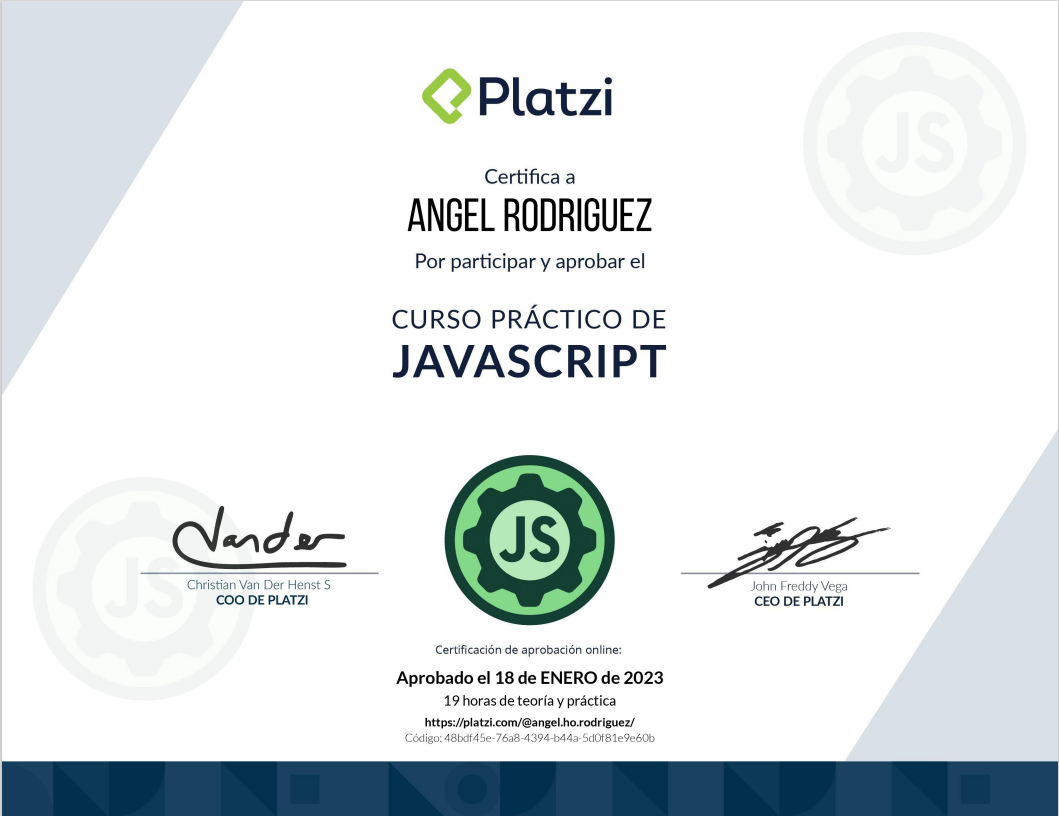 Platzi
JS
Certifica a
ANGEL RODRIGUEZ
Por participar y aprobar el
CURSO PRÁCTICO DE
JAVASCRIPT
JS
JS
Vander
Christian Van Der Henst S
COO DE PLATZI
John Freddy Vega
CEO DE PLATZI
Certificación de aprobación online:
Aprobado el 18 de ENERO de 2023
19 horas de teoría y práctica
https://platzi.com/@angel.ho.rodriguez/
Código: 48bdf45e-76a8-4394-b44a-5d0f81e9e60b